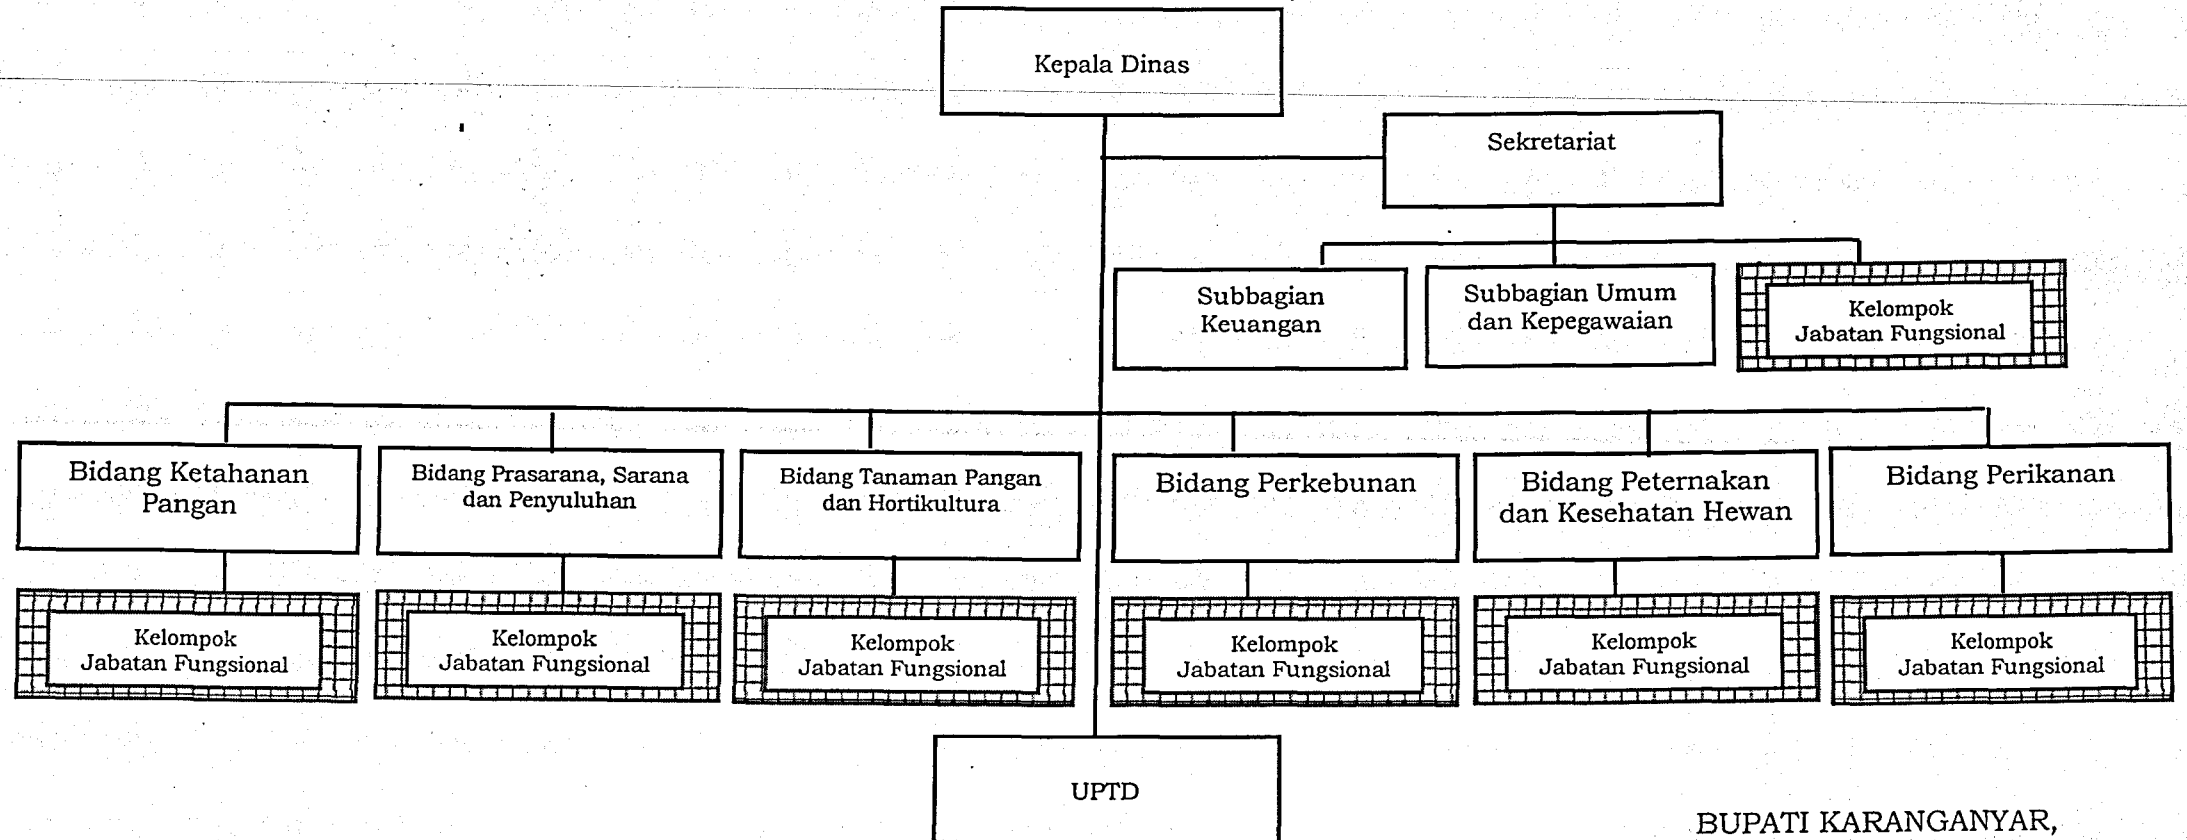 Kepala Dinas
Sekretariat
Subbagian
Keuangan
Subbagian Umum
dan Kepegawaian
Kelompok
Jabatan Fungsional
Bidang Ketahanan
Pangan
Bidang Prasarana, Sarana
dan Penyuluhan
Bidang Tanaman Pangan
dan Hortikultura
Bidang Perkebunan
Bidang Peternakan
dan Kesehatan Hewan
Bidang Perikanan
Kelompok
Jabatan Fungsional
Kelompok
Jabatan Fungsional
Kelompok
Jabatan Fungsional
Kelompok
Jabatan Fungsional
Kelompok
Jabatan Fungsional
Kelompok
Jabatan Fungsional
UPTD
BUPATI KARANGANYAR,